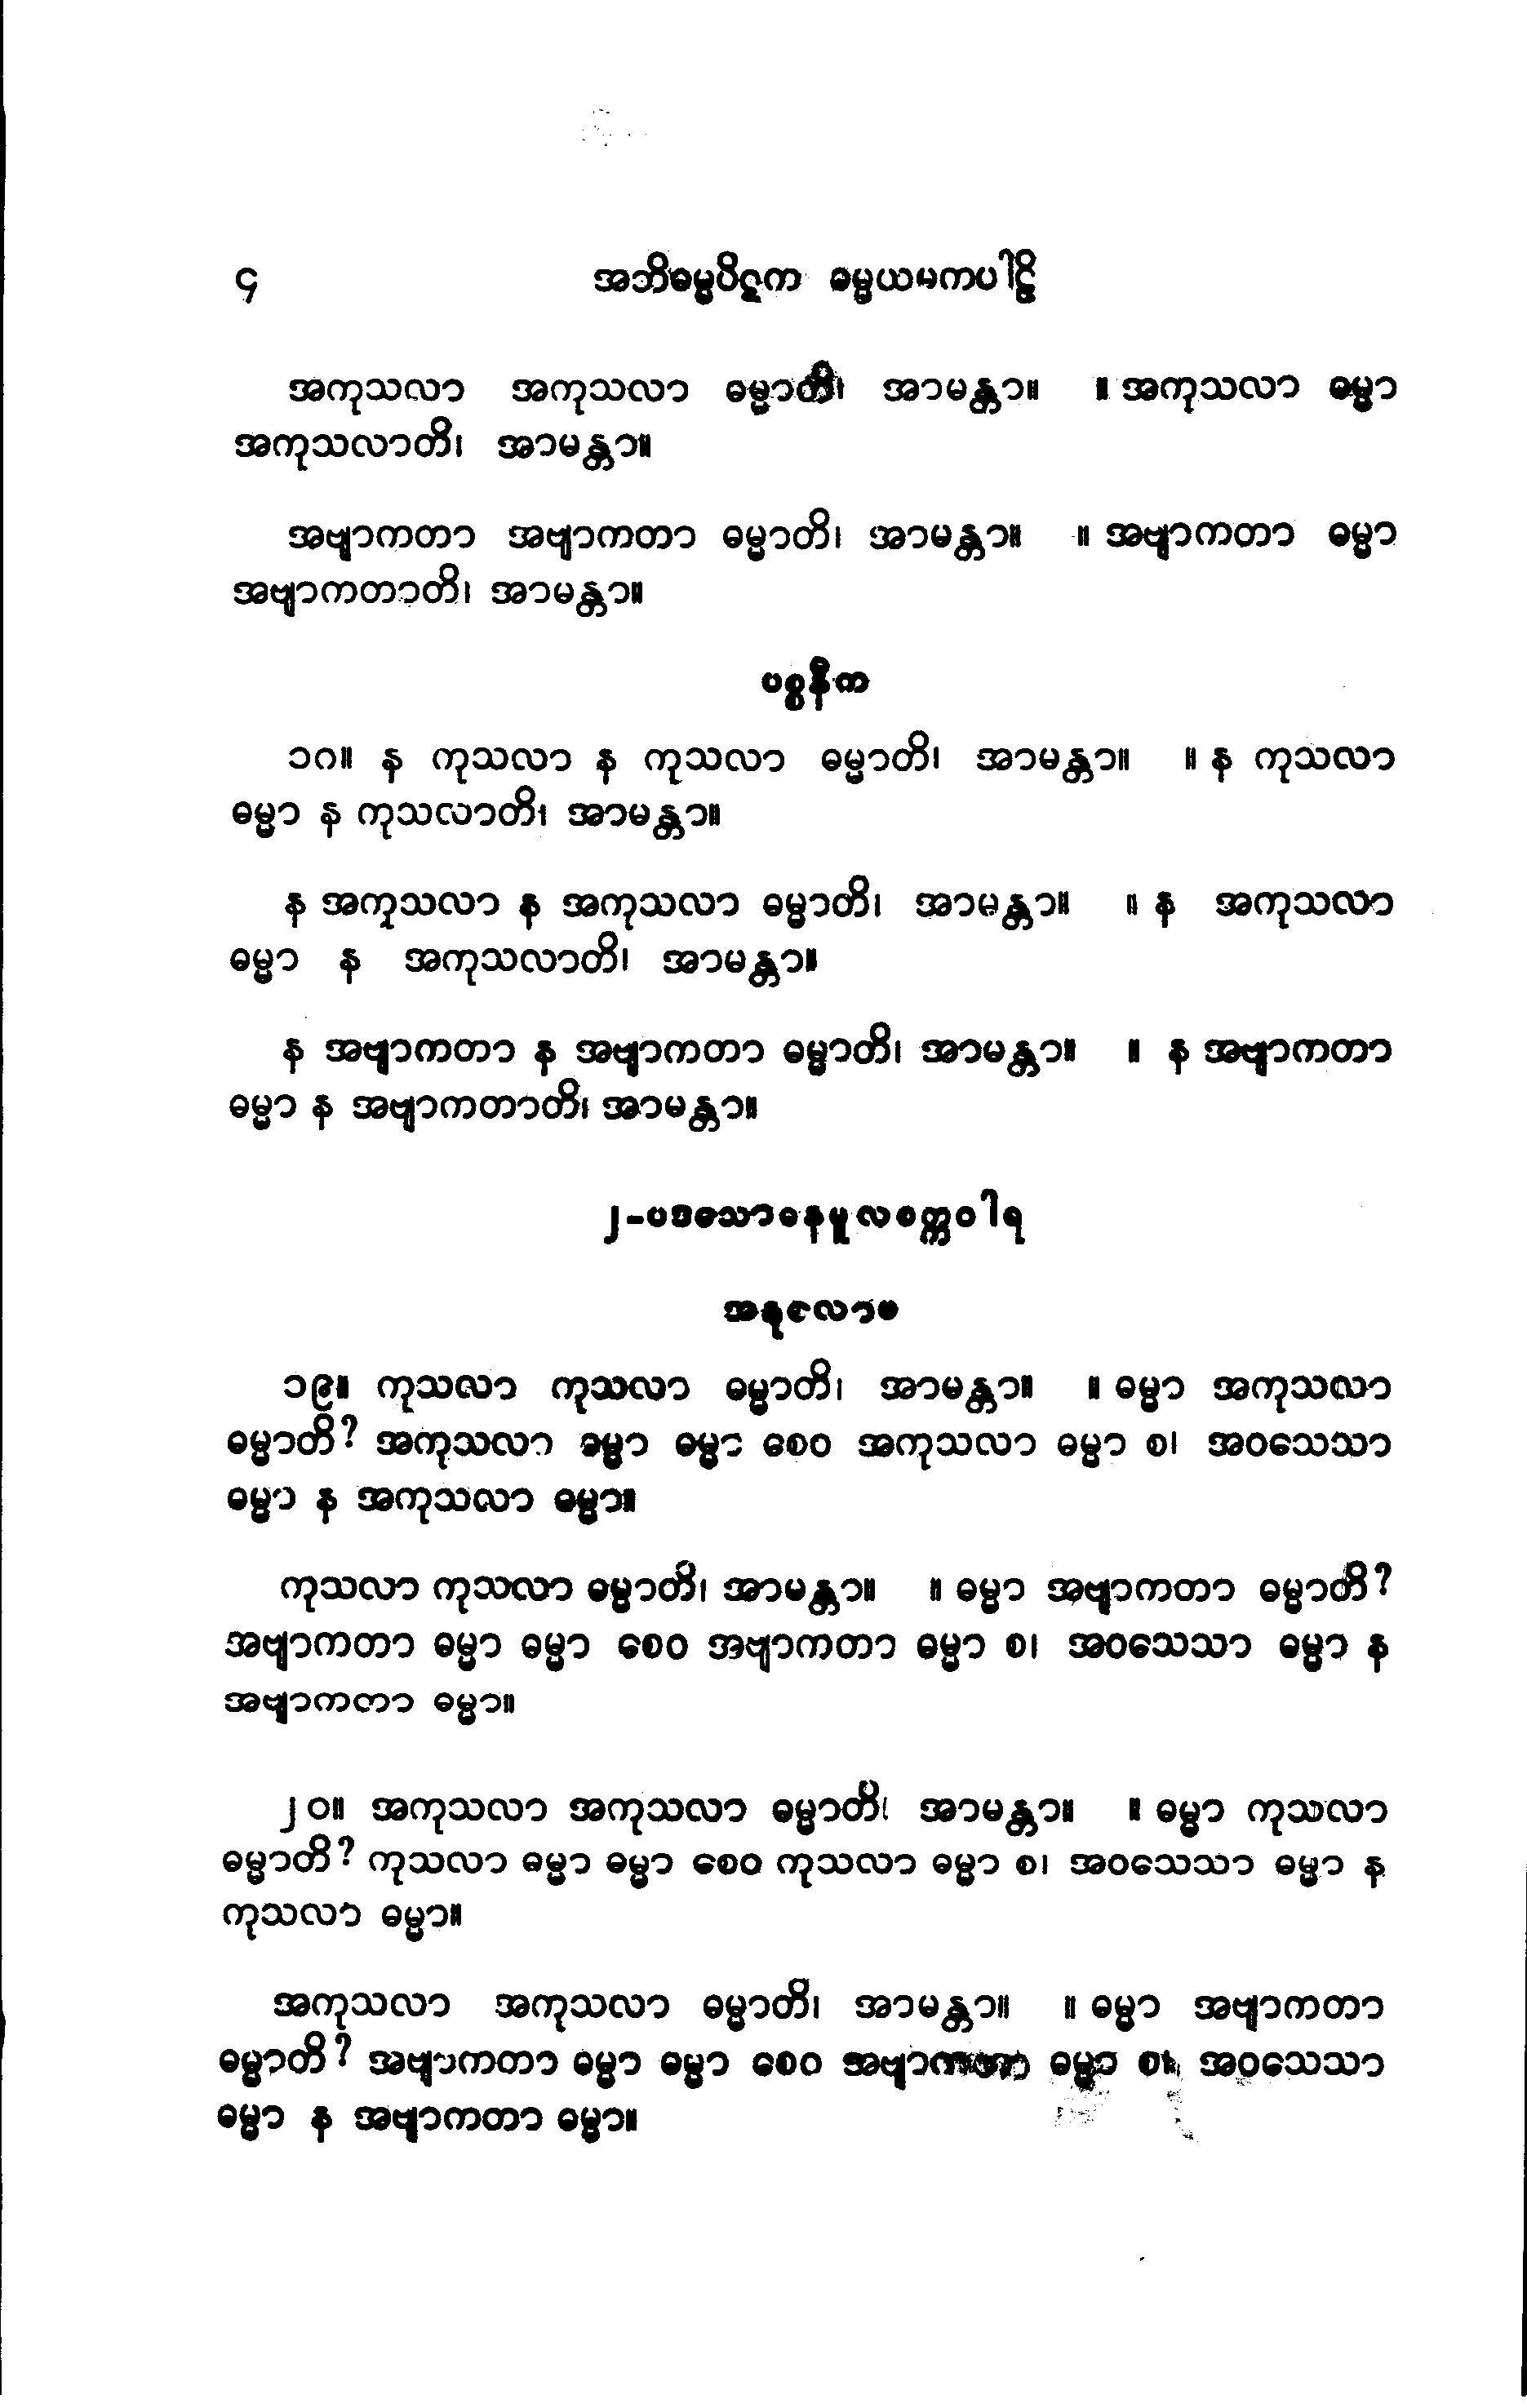 ၄ အဘိဓမ္မပိဋက ဓမ္မယမကပါဠိ
အကုသလာ အကုသလာ ဓမ္မာတိ၊ အာမန္တာ။ ။ အကုသလာ ဓမ္မာ
အကုသလာတိ၊ အာမန္တာ။
အဗျာကတာ အဗျာကတာ ဓမ္မာတိ၊ အာမန္တာ။ ။ အဗျာကတာ ဓမ္မာ
အဗျာကတာတိ၊ အာမန္တာ။
ပစ္စနီက
၁၈။ န ကုသလာ န ကုသလာ ဓမ္မာတိ၊ အာမန္တာ။ ။ န ကုသလာ
ဓမ္မာ န ကုသလာတိ၊ အာမန္တာ။
န အကုသလာ န အကုသလာ ဓမ္မာတိ၊ အာမန္တာ။ ။ န အကုသလာ
ဓမ္မာ န အကုသလာတိ၊ အာမန္တာ။
န အဗျာကတာ န အဗျာကတာ ဓမ္မာတိ၊ အာမန္တာ။ ။ န အဗျာကတာ
ဓမ္မာ န အဗျာကတာတိ၊ အာမန္တာ။
၂-ပဒသောဓနမူလစက္ကဝါရ
အနုလောမ
၁၉။ ကုသလာ ကုသလာ ဓမ္မာတိ၊ အာမန္တာ။ ။ ဓမ္မာ အကုသလာ
ဓမ္မာတိ? အကုသလာ ဓမ္မာ ဓမ္မာ စေဝ အကုသလာ ဓမ္မာ စ၊ အဝသေသာ
ဓမ္မာ န အကုသလာ ဓမ္မာ။
ကုသလာ ကုသလာ ဓမ္မာတိ၊ အာမန္တာ။ ။ ဓမ္မာ အဗျာကတာ ဓမ္မာတိ?
အဗျာကတာ ဓမ္မာ ဓမ္မာ စေဝ အဗျာကတာ ဓမ္မာ စ၊ အဝသေသာ ဓမ္မာ န
အဗျာကတာ ဓမ္မာ။
၂၀။ အကုသလာ အကုသလာ ဓမ္မာတိ၊ အာမန္တာ။ ။ ဓမ္မာ ကုသလာ
ဓမ္မာတိ? ကုသလာ ဓမ္မာ ဓမ္မာ စေဝ ကုသလာ ဓမ္မာ စ၊ အဝသေသာ ဓမ္မာ န
ကုသလာ ဓမ္မာ။
အကုသလာ အကုသလာ ဓမ္မာတိ၊ အာမန္တာ။ ။ ဓမ္မာ အဗျာကတာ
ဓမ္မာတိ? အဗျာကတာ ဓမ္မာ ဓမ္မာ စေဝ အဗျာကတာ ဓမ္မာ စ၊ အဝသေသာ
ဓမ္မာ န အဗျာကတာ ဓမ္မာ။